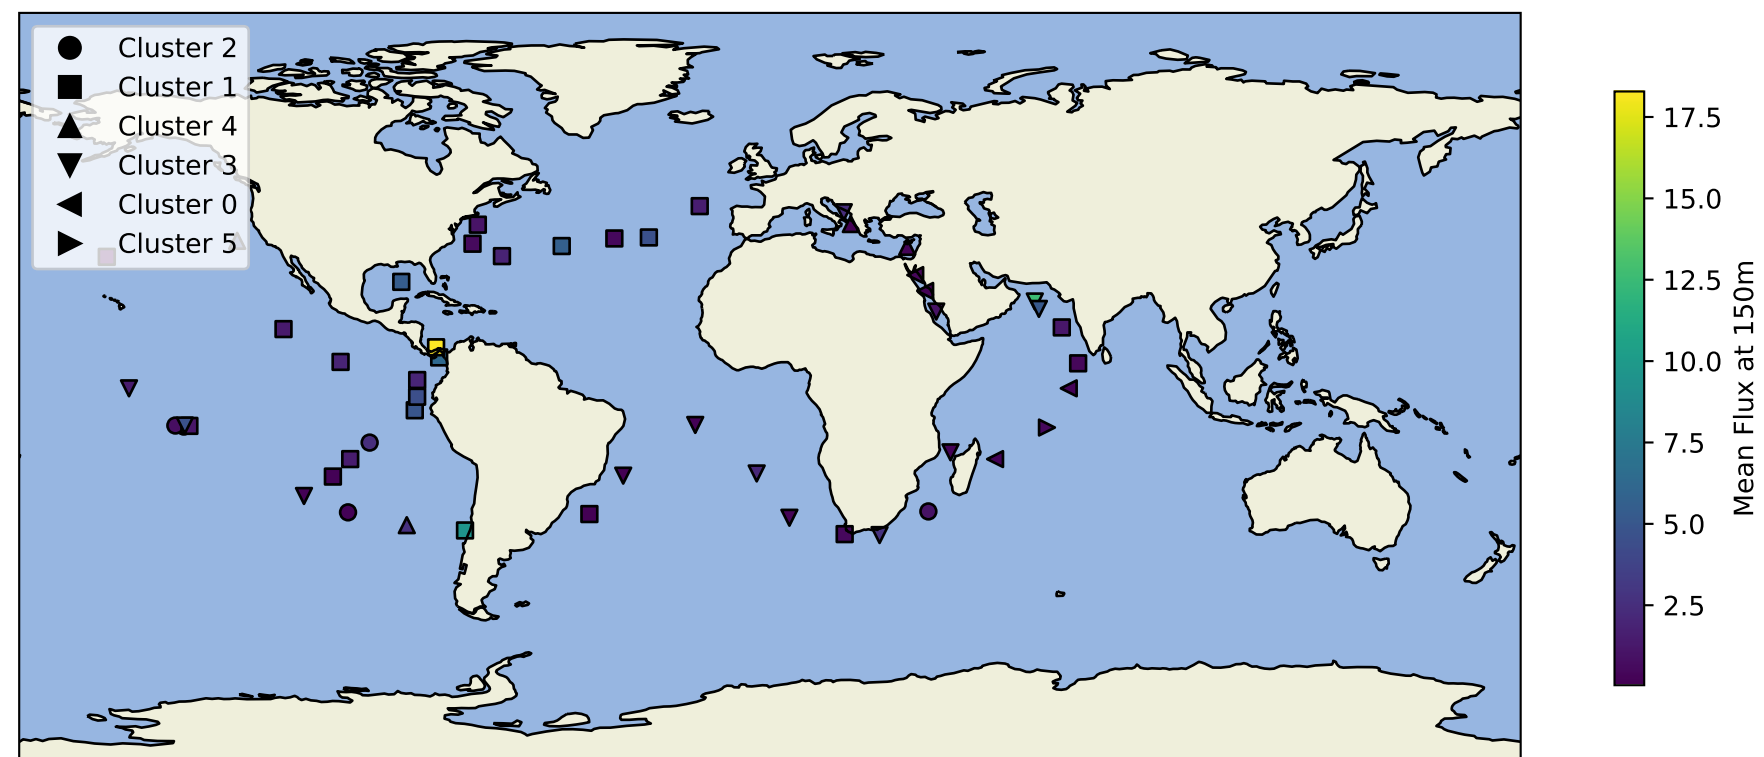 Cluster 2
Cluster 1
Cluster 4
Cluster 3
Cluster 0
Cluster 5
17.5
15.0
12.5
10.0
7.5
5.0
2.5
Mean Flux at 150m